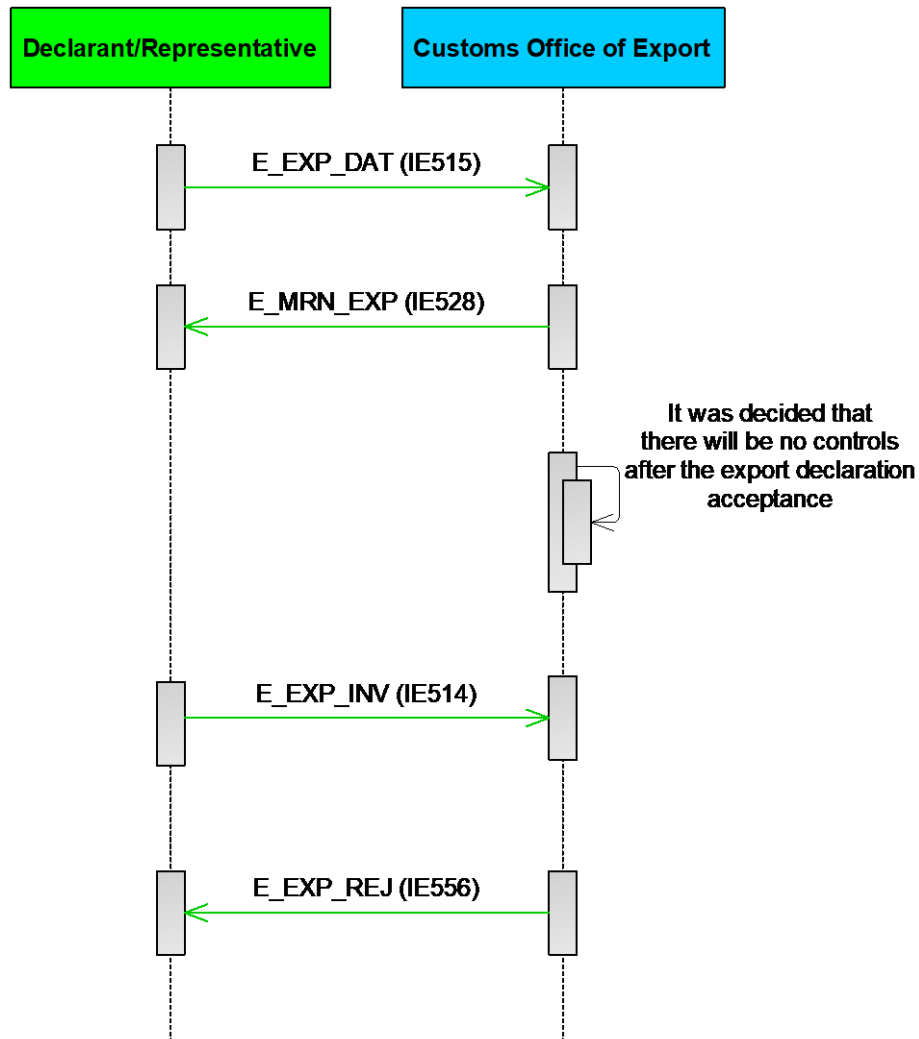 Declarant/Representative
Customs Office of Export
E_EXP_DAT (IE515)
E_MRN_EXP (IE528)
It was decided that
there will be no controls
after the export declaration
acceptance
E_EXP_INV (IE514)
E_EXP_REJ (IE556)